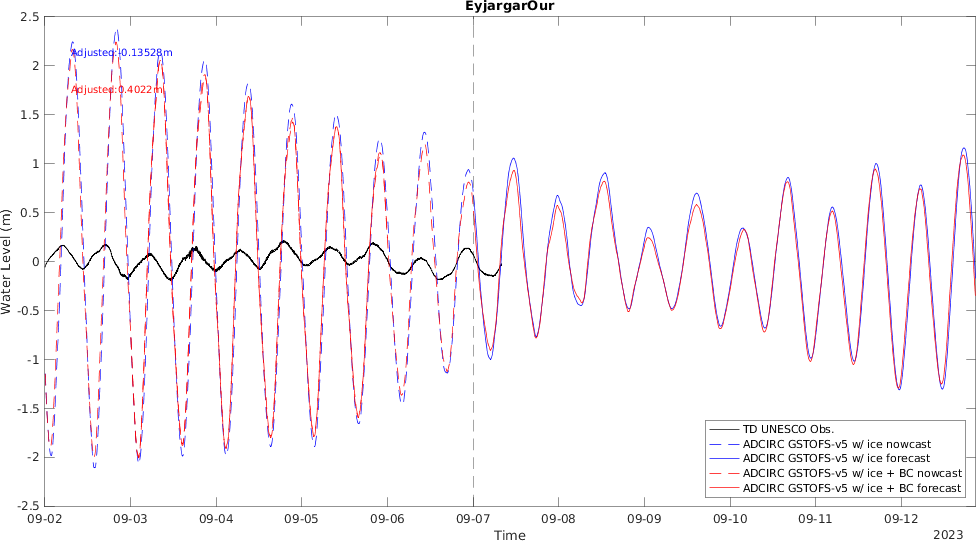 EyjargarOur
2.5
2
1.5
1
0.5
0
-0.5
-1
-1.5
-2
-2.5
Water Level (m)
Adjusted:-0.13528m
Adjusted:0.4022m
TD UNESCO Obs.
ADCIRC GSTOFS-v5 w/ ice nowcast
ADCIRC GSTOFS-v5 w/ ice forecast
ADCIRC GSTOFS-v5 w/ ice + BC nowcast
ADCIRC GSTOFS-v5 w/ ice + BC forecast
09-02 09-03 09-04 09-05 09-06 09-07 09-08 09-09 09-10 09-11 09-12
Time
2023